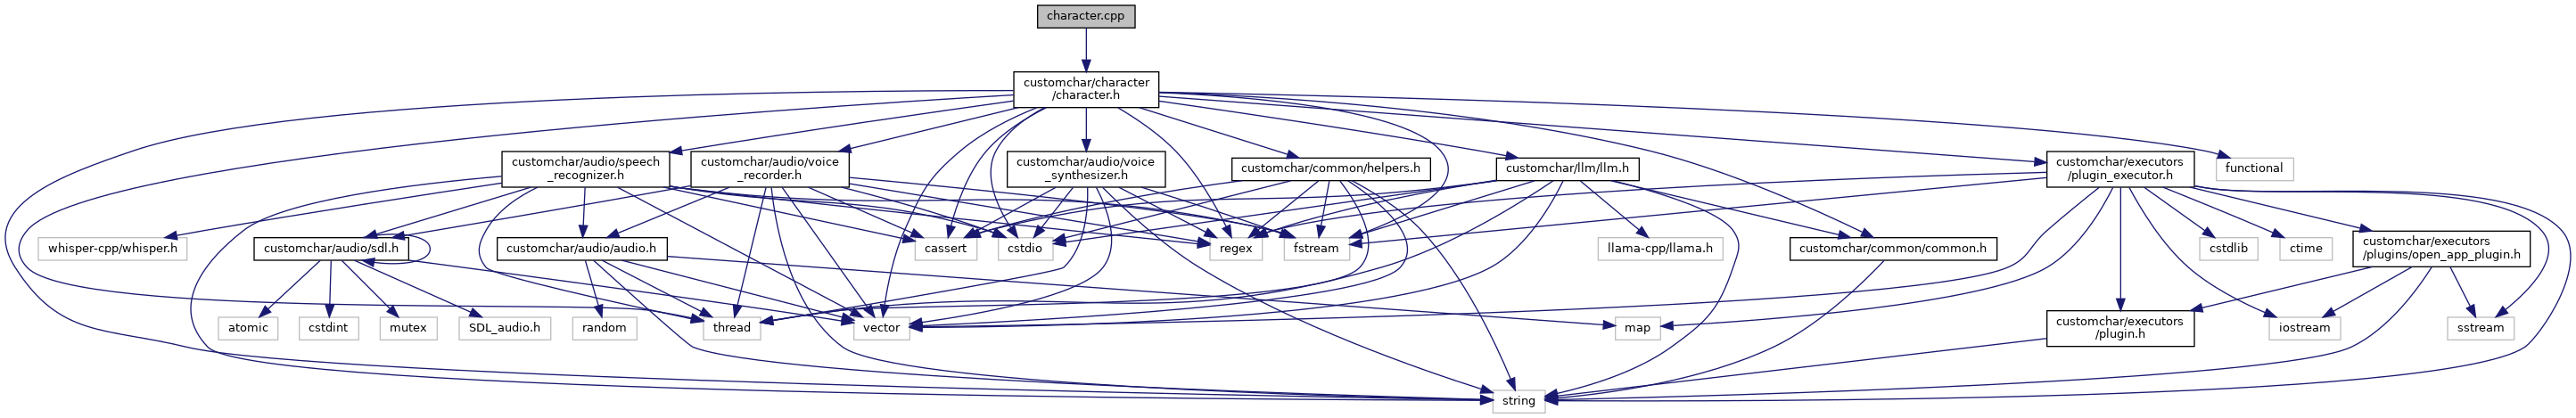 character.cpp
customchar/character
/character.h
customchar/audio/speech
_recognizer.h
customchar/audio/voice
_recorder.h
customchar/audio/voice
_synthesizer.h
customchar/common/helpers.h
customchar/llm/llm.h
customchar/executors
/plugin_executor.h
functional
whisper-cpp/whisper.h
customchar/audio/sdl.h
customchar/audio/audio.h
cassert
cstdio
regex
fstream
llama-cpp/llama.h
customchar/common/common.h
cstdlib
ctime
customchar/executors
/plugins/open_app_plugin.h
atomic
cstdint
mutex
SDL_audio.h
random
thread
vector
map
customchar/executors
/plugin.h
iostream
sstream
string